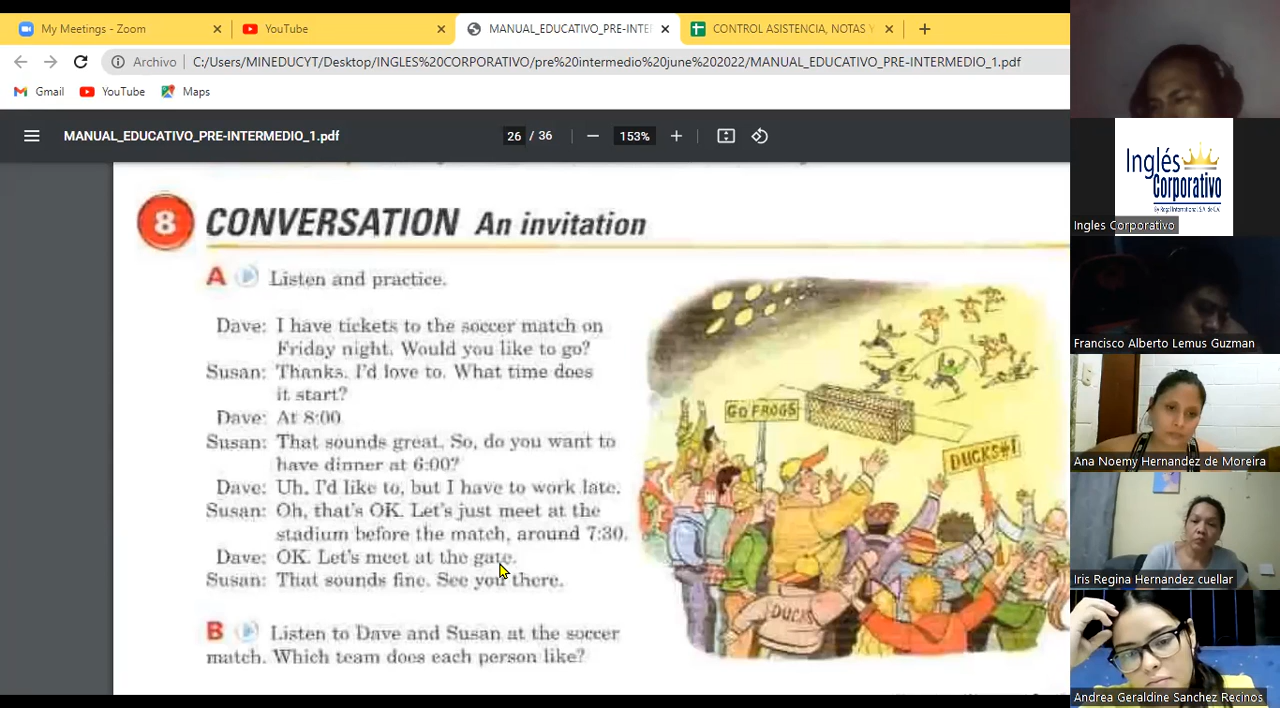 My Meetings - Zoom
YouTube
MANUAL_EDUCATIVO_PRE-INTER
CONTROL ASISTENCIA, NOTAS Y
Archivo C:/Users/MINEDUCYT/Desktop/INGLES%20CORPORATIVO/pre%20intermedio%20june%202022/MANUAL_EDUCATIVO_PRE-INTERMEDIO_1.pdf
Gmail YouTube Maps
MANUAL_EDUCATIVO_PRE-INTERMEDIO_1.pdf 26 / 36 153%
8 CONVERSATION An invitation
A Listen and practice.
Dave: I have tickets to the soccer match on
Friday night. Would you like to go?
Susan: Thanks. I'd love to. What time does
it start?
Dave: At 8:00
Susan: That sounds great. So, do you want to
have dinner at 6:00?
Dave: Uh, I'd like to, but I have to work late.
Susan: Oh, that's OK. Let's just meet at the
stadium before the match, around 7:30.
Dave: OK. Let's meet at the gate.
Susan: That sounds fine. See you there.
B Listen to Dave and Susan at the soccer
match. Which team does each person like?
GO FROGS
DUCKS#1
DUCKS
Inglés
Corporativo
Ingles Corporativo
Francisco Alberto Lemus Guzman
Ana Noemy Hernandez de Moreira
Iris Regina Hernandez cuellar
Andrea Geraldine Sanchez Recinos